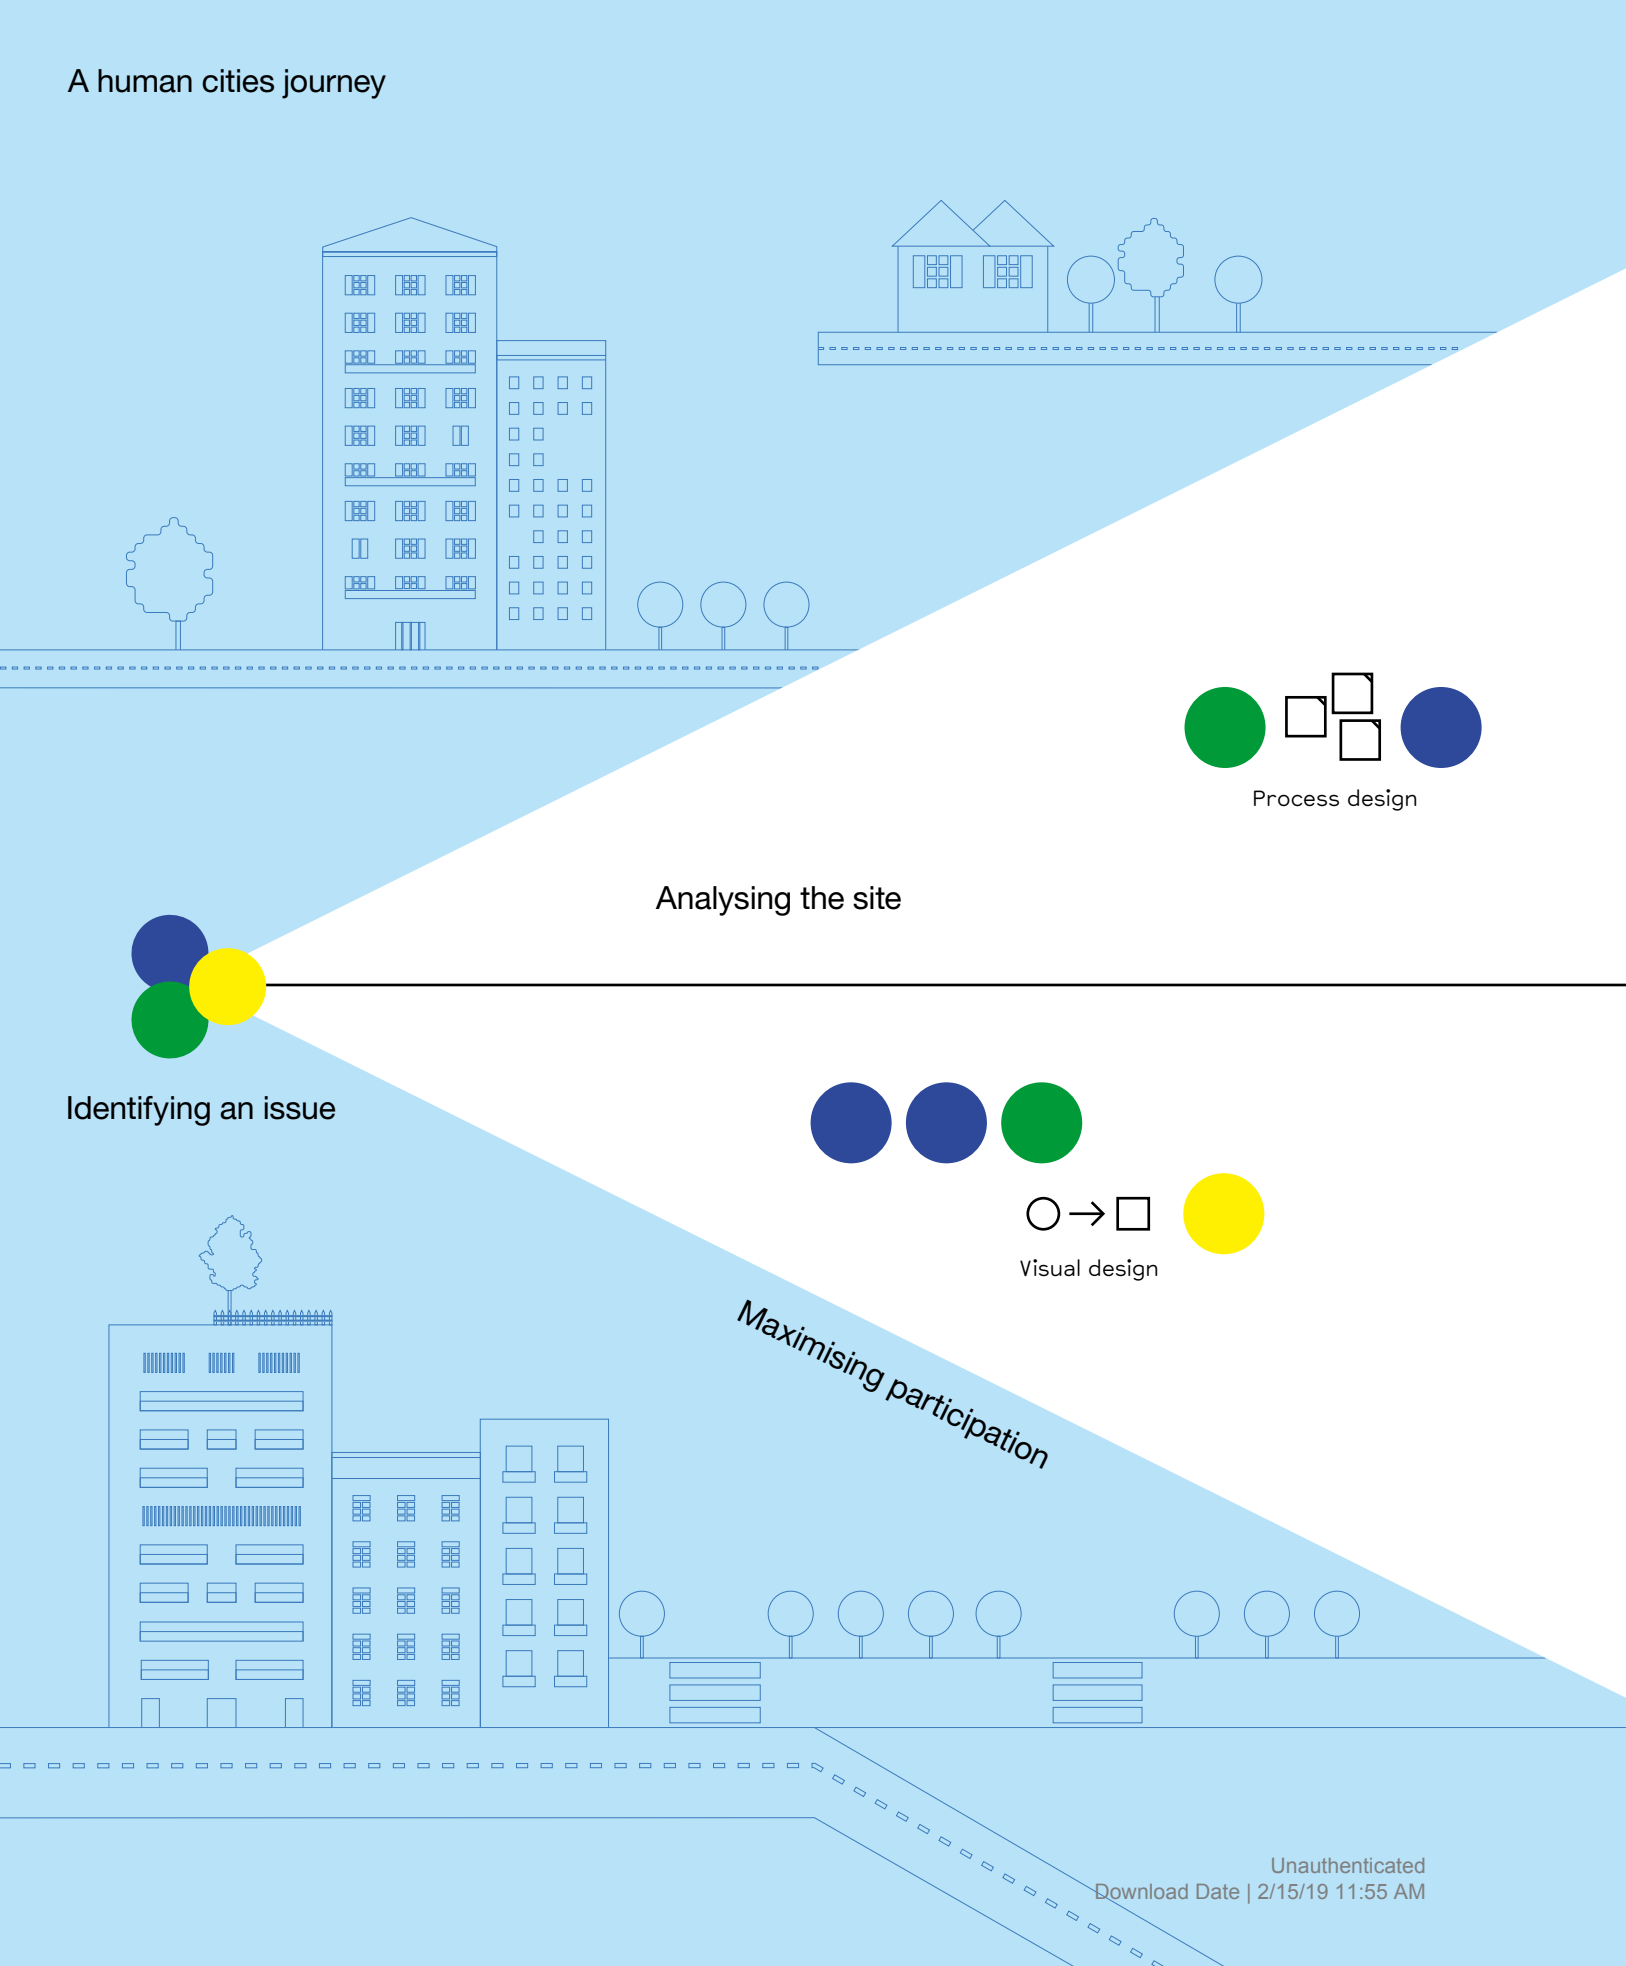 A human cities journey
Process design
Analysing the site
Identifying an issue
Visual design
Maximising participation
Unauthenticated
Download Date | 2/15/19 11:55 AM